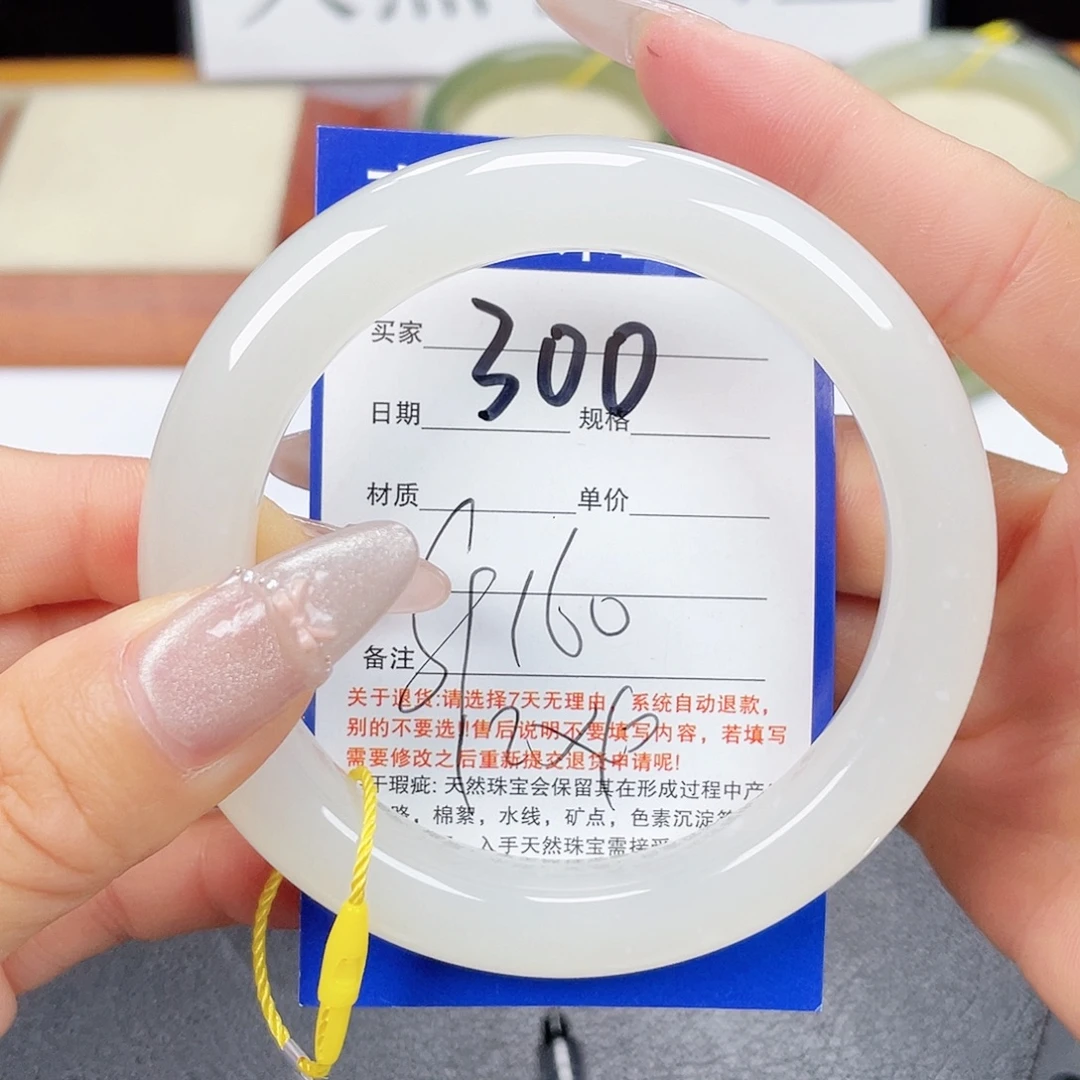 买家 300
日期 规格
材质 单价
160
备注
关于退货:请选择7天无理由,系统自动退款,
别的不要选!售后说明不要填写内容,若填写
需要修改之后重新提交退货申请呢!
瑕疵: 天然珠宝会保留其在形成过程中产
棉絮,水线,矿点,色素沉淀
入手天然珠宝需接受